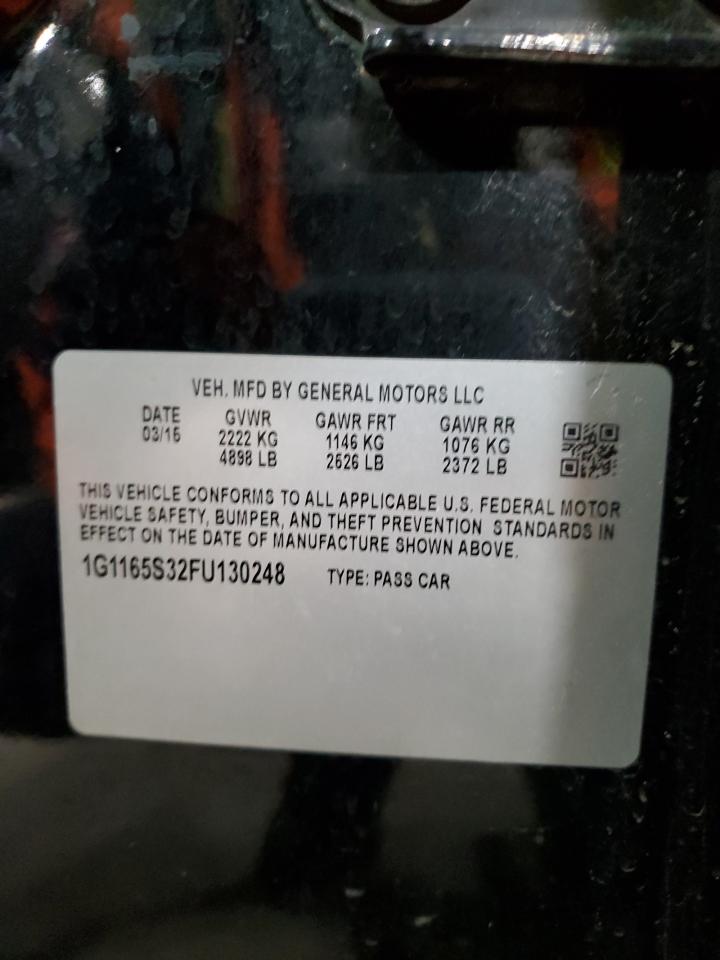 VEH. MFD BY GENERAL MOTORS LLC
DATE GVWR GAWR FRT GAWR RR
03/15 2222 KG 1146 KG 1076 KG
4898 LB 2526 LB 2372 LB
THIS VEHICLE CONFORMS TO ALL APPLICABLE U.S. FEDERAL MOTOR
VEHICLE SAFETY, BUMPER, AND THEFT PREVENTION STANDARDS IN
EFFECT ON THE DATE OF MANUFACTURE SHOWN ABOVE.
1G1165S32FU130248 TYPE: PASS CAR